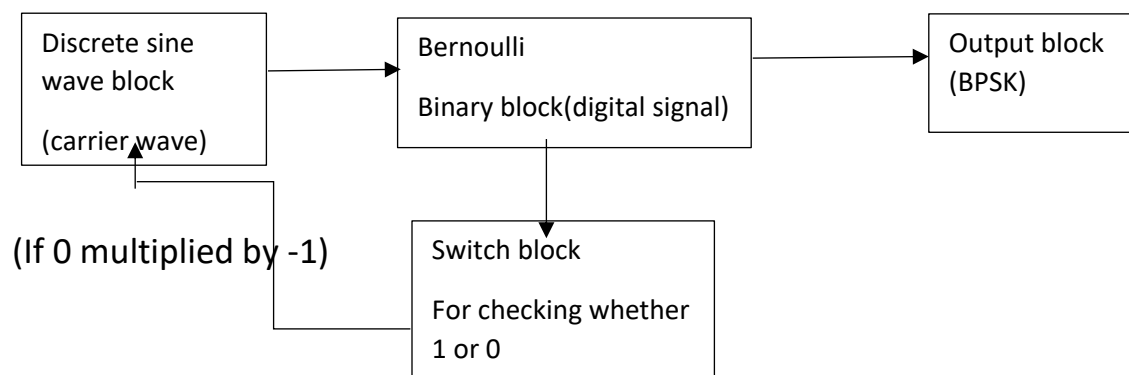 Discrete sine
wave block
(carrier wave)
Bernoulli
Binary block(digital signal)
Output block
(BPSK)
(If 0 multiplied by -1)
Switch block
For checking whether
1 or 0